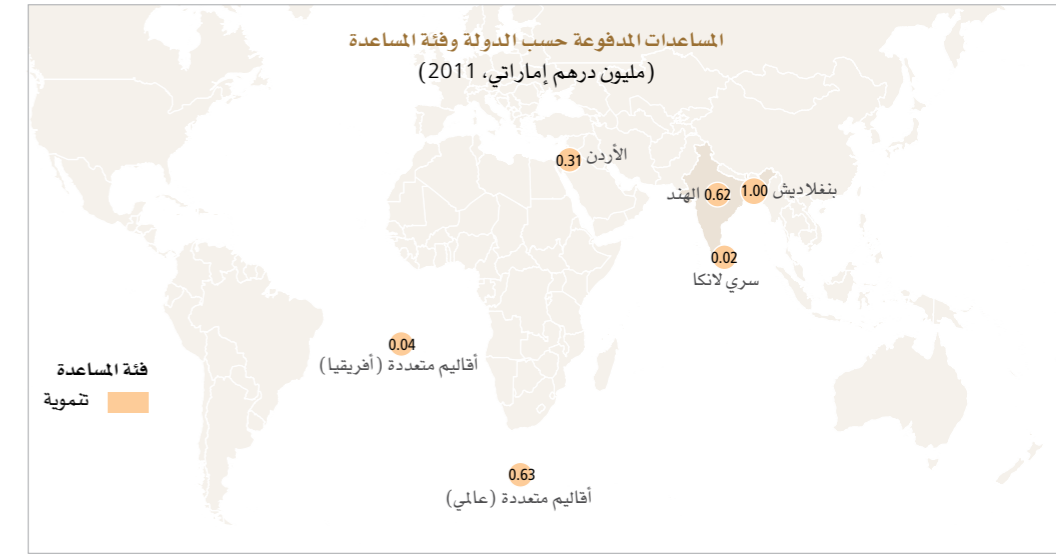 المساعدات المدفوعة حسب الدولة وفئة المساعدة
(مليون درهم إماراتي، 2011)
الأردن 0.31
بنغلاديش 1.00
0.62 الهند
0.02
سري لانكا
0.04
أقاليم متعددة (أفريقيا)
فئة المساعدة
تنموية
0.63
أقاليم متعددة (عالمي)